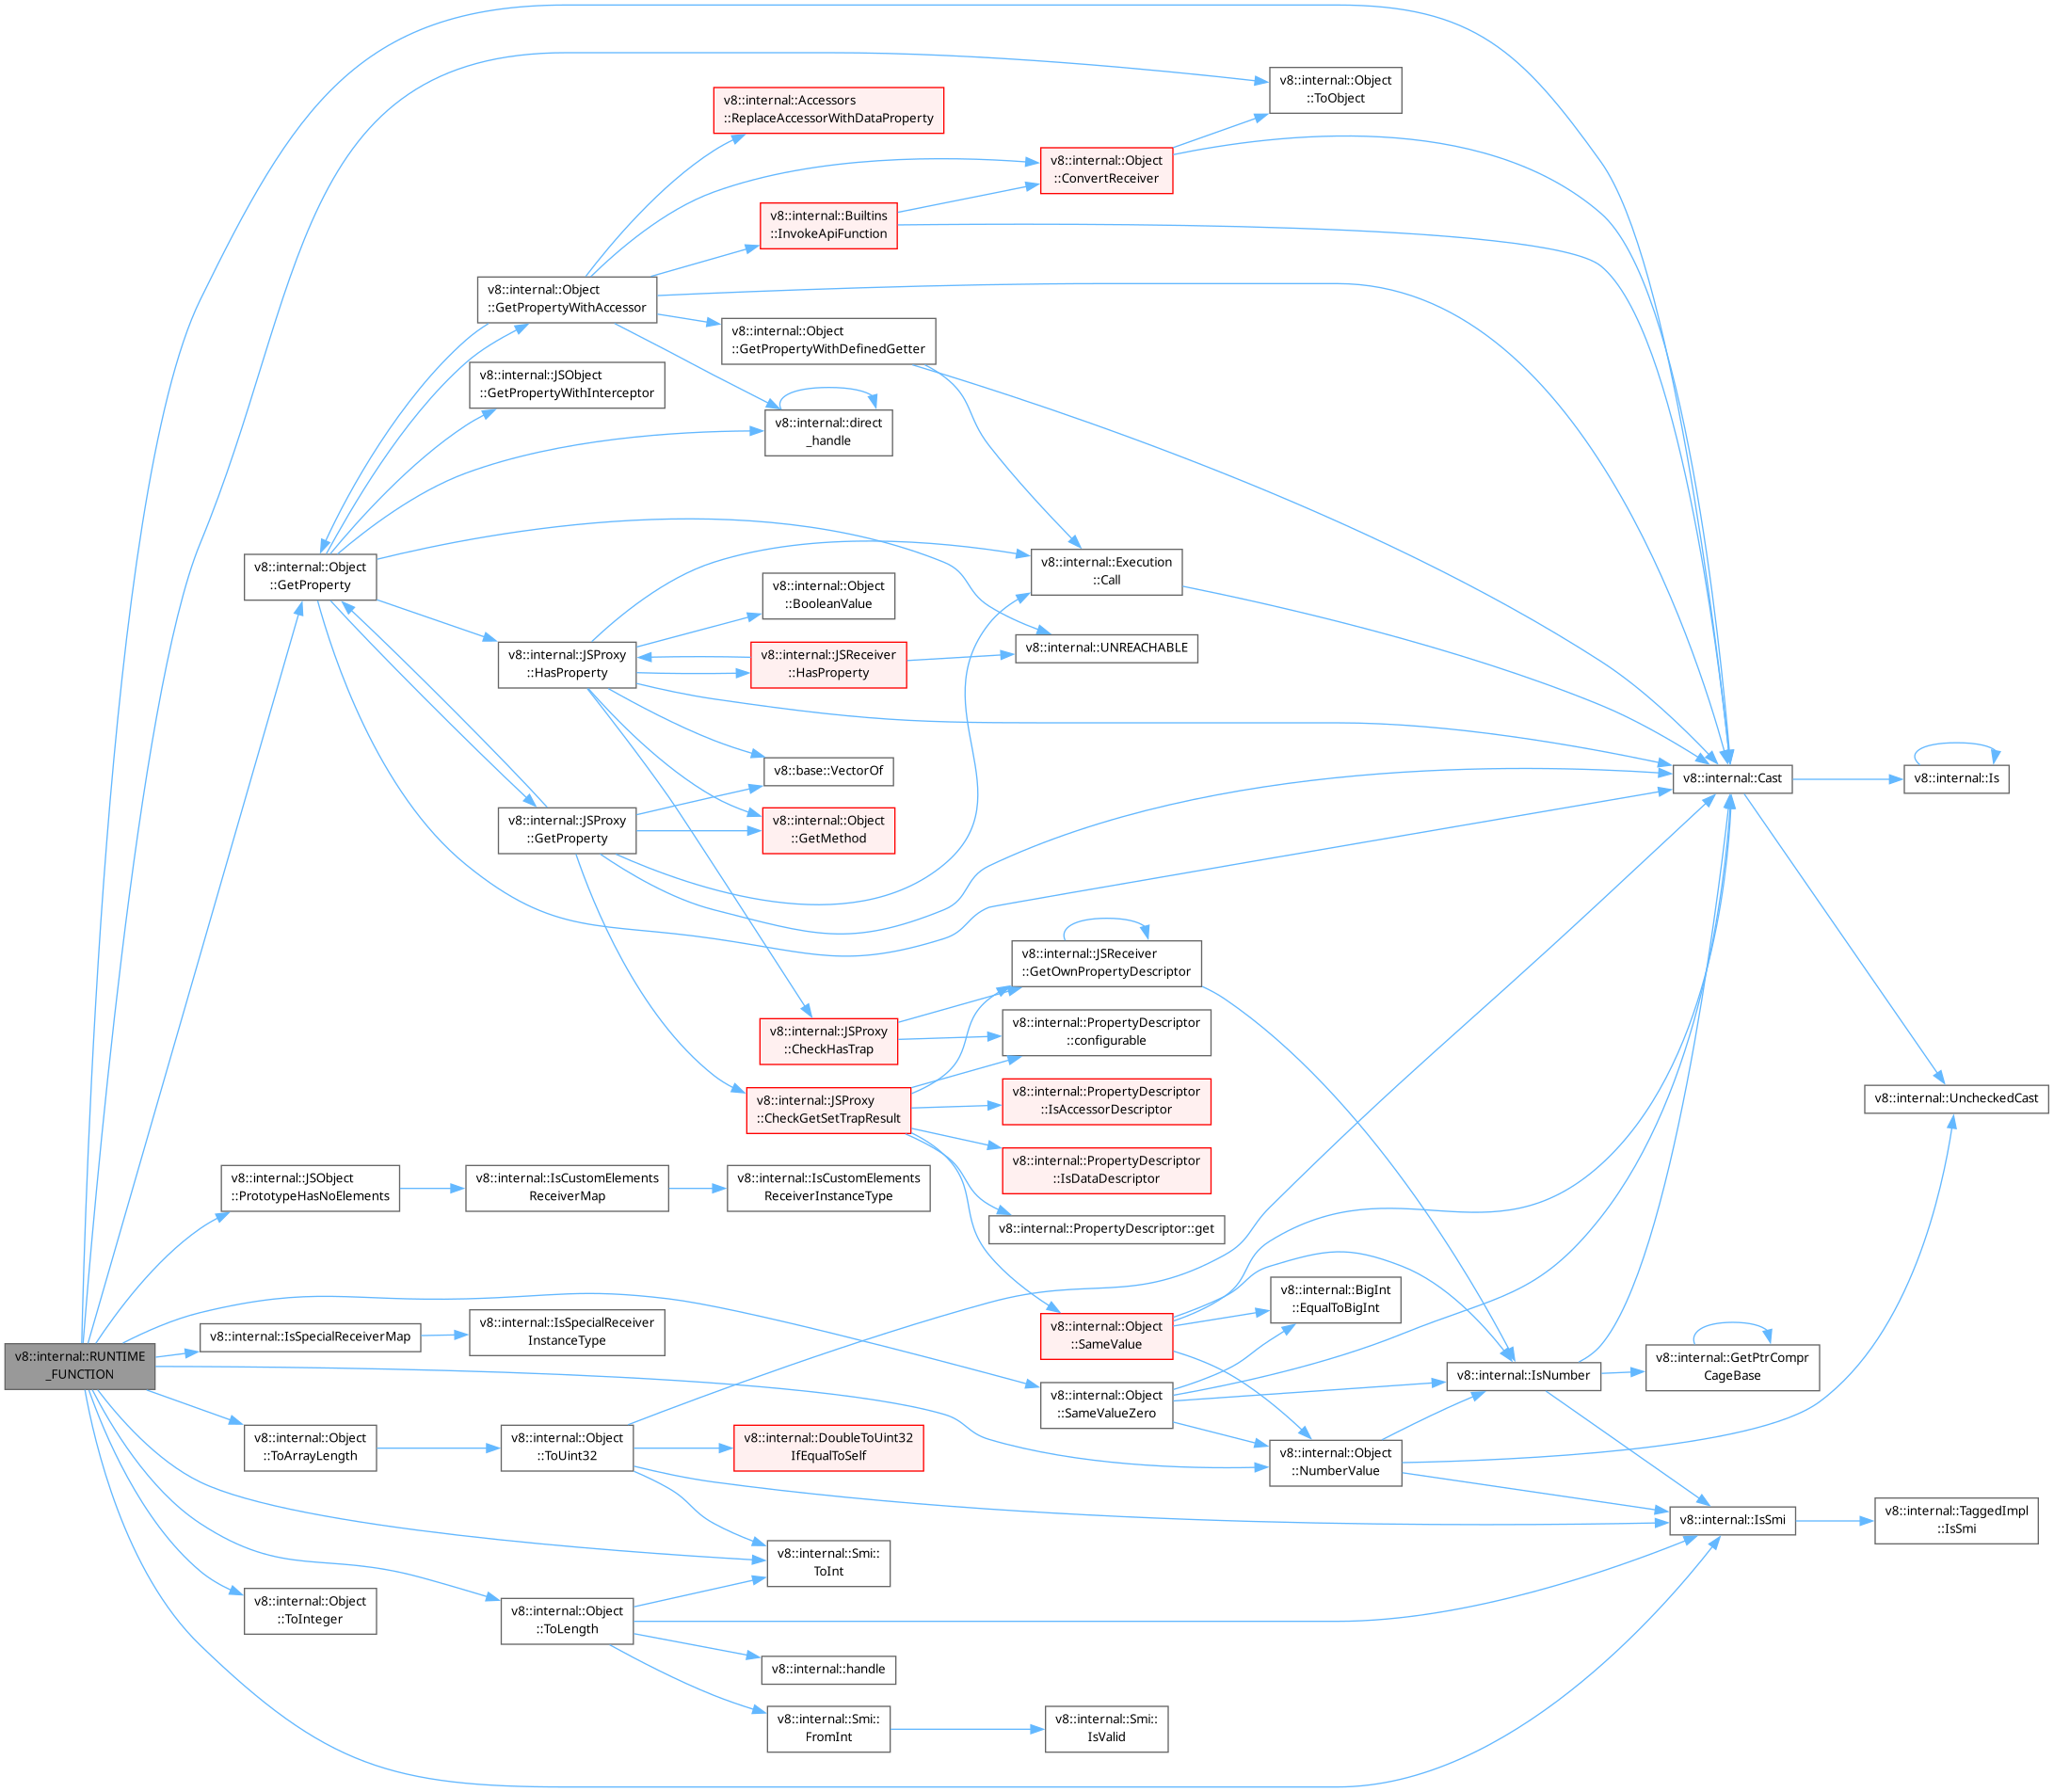 v8::internal::Object
::ToObject
v8::internal::Accessors
::ReplaceAccessorWithDataProperty
v8::internal::Object
::ConvertReceiver
v8::internal::Builtins
::InvokeApiFunction
v8::internal::Object
::GetPropertyWithAccessor
v8::internal::Object
::GetPropertyWithDefinedGetter
v8::internal::JSObject
::GetPropertyWithInterceptor
v8::internal::direct
_handle
v8::internal::Object
::GetProperty
v8::internal::Execution
::Call
v8::internal::Object
::BooleanValue
v8::internal::JSProxy
::HasProperty
v8::internal::JSReceiver
::HasProperty
v8::internal::UNREACHABLE
v8::base::VectorOf
v8::internal::Cast
v8::internal::Is
v8::internal::JSProxy
::GetProperty
v8::internal::Object
::GetMethod
v8::internal::JSReceiver
::GetOwnPropertyDescriptor
v8::internal::JSProxy
::CheckHasTrap
v8::internal::PropertyDescriptor
::configurable
v8::internal::JSProxy
::CheckGetSetTrapResult
v8::internal::PropertyDescriptor
::IsAccessorDescriptor
v8::internal::UncheckedCast
v8::internal::PropertyDescriptor
::IsDataDescriptor
v8::internal::JSObject
::PrototypeHasNoElements
v8::internal::IsCustomElements
ReceiverMap
v8::internal::IsCustomElements
ReceiverInstanceType
v8::internal::PropertyDescriptor::get
v8::internal::BigInt
::EqualToBigInt
v8::internal::RUNTIME
_FUNCTION
v8::internal::IsSpecialReceiverMap
v8::internal::IsSpecialReceiver
InstanceType
v8::internal::Object
::SameValue
v8::internal::Object
::SameValueZero
v8::internal::IsNumber
v8::internal::GetPtrCompr
CageBase
v8::internal::Object
::ToArrayLength
v8::internal::Object
::ToUint32
v8::internal::DoubleToUint32
IfEqualToSelf
v8::internal::Object
::NumberValue
v8::internal::IsSmi
v8::internal::TaggedImpl
::IsSmi
v8::internal::Smi::
ToInt
v8::internal::Object
::ToInteger
v8::internal::Object
::ToLength
v8::internal::handle
v8::internal::Smi::
FromInt
v8::internal::Smi::
IsValid